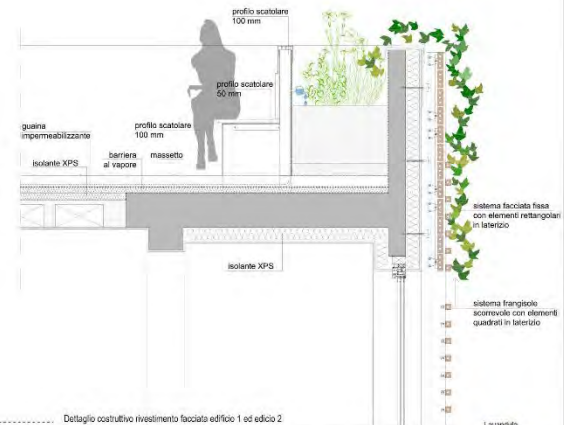 profilo scatolare
100 mm
profilo scatolare
50 mm
profilo scatolare
100 mm
guaina
impermeabilizzante
barriera
al vapore
massetto
isolante XPS
isolante XPS
sistema facciata fissa
con elementi rettangolari
in laterizio
sistema frangisole
scorrevole con elementi
quadrati in laterizio
Dettaglio costruttivo rivestimento facciata edificio 1 ed edicio 2